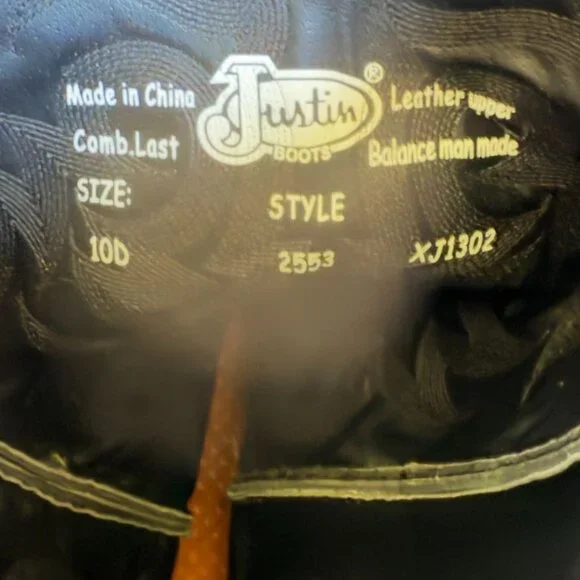 Made in China
Comb.Last
SIZE:
10D
Justin®
BOOTS
STYLE
2553
Leather upper
Balance man made
XJ1302